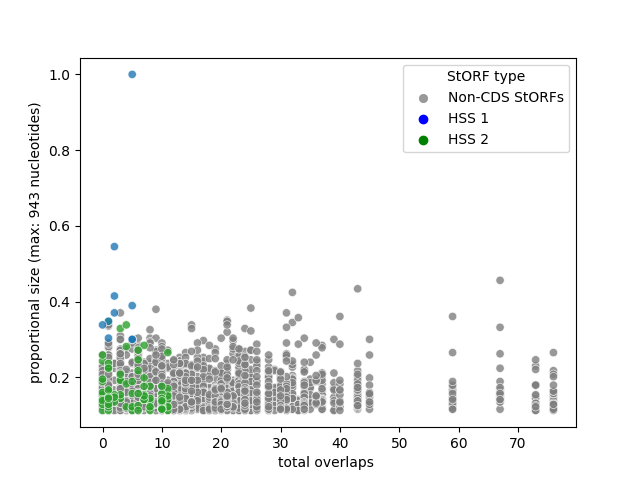 StORF type
Non-CDS StORFs
HSS 1
HSS 2
1.0
0.8
0.6
0.4
0.2
proportional size (max: 943 nucleotides)
0 10 20 30 40 50 60 70
total overlaps